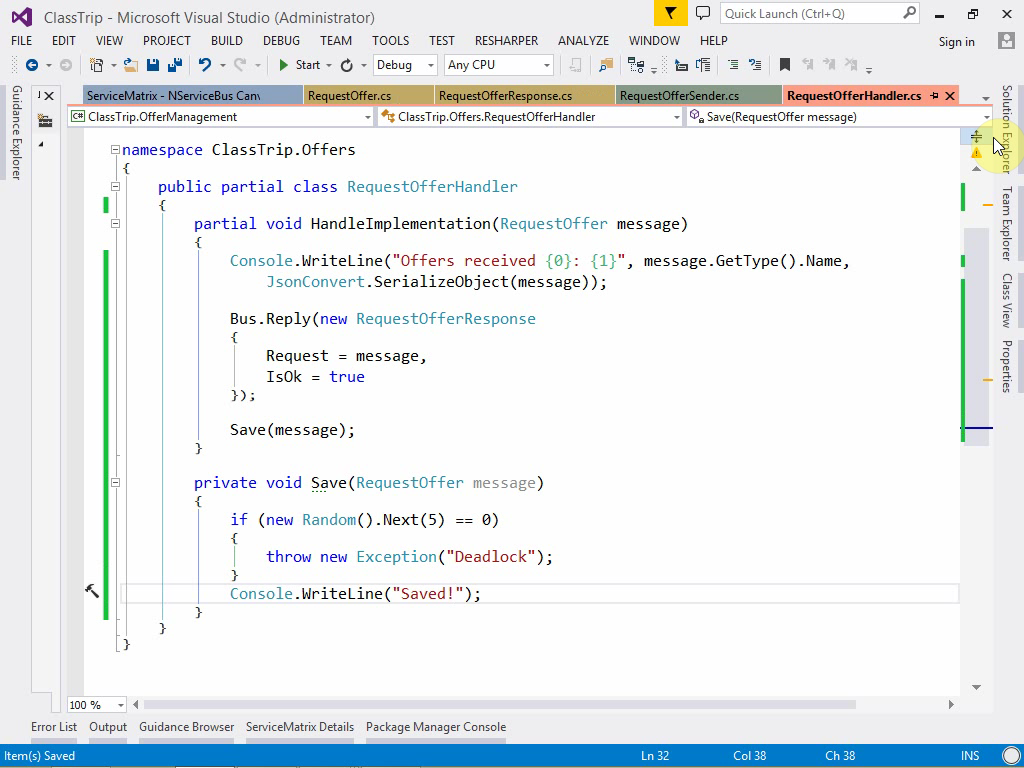 ClassTrip - Microsoft Visual Studio (Administrator)
Quick Launch (Ctrl+Q)
FILE EDIT VIEW PROJECT BUILD DEBUG TEAM TOOLS TEST RESHARPER ANALYZE WINDOW HELP Sign in
Start Debug Any CPU
Guidance Explorer
ServiceMatrix - NServiceBus Canv RequestOffer.cs RequestOfferResponse.cs RequestOfferSender.cs RequestOfferHandler.cs
C# ClassTrip.OfferManagement ClassTrip.Offers.RequestOfferHandler Save(RequestOffer message)
namespace ClassTrip.Offers
{
public partial class RequestOfferHandler
{
partial void HandleImplementation(RequestOffer message)
{
Console.WriteLine("Offers received {0}: {1}", message.GetType().Name,
JsonConvert.SerializeObject(message));
Bus.Reply(new RequestOfferResponse
{
Request = message,
IsOk = true
});
Save(message);
}
private void Save(RequestOffer message)
{
if (new Random().Next(5) == 0)
{
throw new Exception("Deadlock");
}
Console.WriteLine("Saved!");
}
}
}
Solution Explorer
Team Explorer
Class View
Properties
100 %
Error List Output Guidance Browser ServiceMatrix Details Package Manager Console
Item(s) Saved Ln 32 Col 38 Ch 38 INS